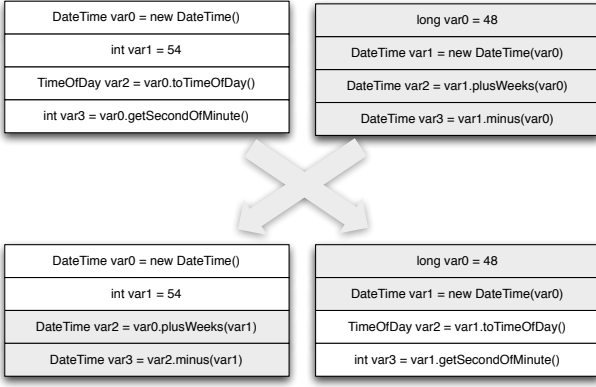 DateTime var0 = new DateTime()
int var1 = 54
TimeOfDay var2 = var0.toTimeOfDay()
int var3 = var0.getSecondOfMinute()
long var0 = 48
DateTime var1 = new DateTime(var0)
DateTime var2 = var1.plusWeeks(var0)
DateTime var3 = var1.minus(var0)
DateTime var0 = new DateTime()
int var1 = 54
DateTime var2 = var0.plusWeeks(var1)
DateTime var3 = var2.minus(var1)
long var0 = 48
DateTime var1 = new DateTime(var0)
TimeOfDay var2 = var1.toTimeOfDay()
int var3 = var1.getSecondOfMinute()